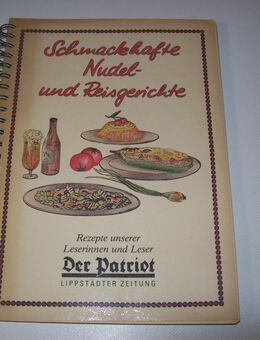 Schmackhafte
Nudel-
und Reisgerichte
Rezepte unserer
Leserinnen und Leser
Der Patriot
LIPPSTÄDTER ZEITUNG